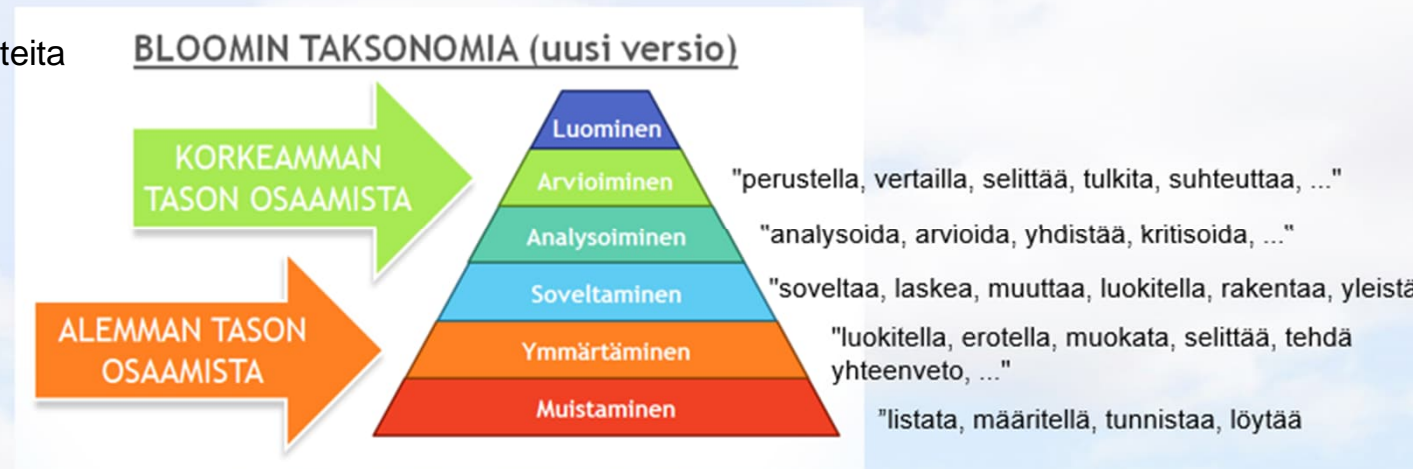 teita
BLOOMIN TAKSONOMIA (uusi versio)
KORKEAMMAN
TASON OSAAMISTA
ALEMMAN TASON
OSAAMISTA
Luominen
Arvioiminen
"perustella, vertailla, selittää, tulkita, suhteuttaa, ..."
Analysoiminen
"analysoida, arvioida, yhdistää, kritisoida, ..."
Soveltaminen
"soveltaa, laskea, muuttaa, luokitella, rakentaa, yleistä
Ymmärtäminen
"luokitella, erotella, muokata, selittää, tehdä
yhteenveto, ..."
Muistaminen
"listata, määritellä, tunnistaa, löytää